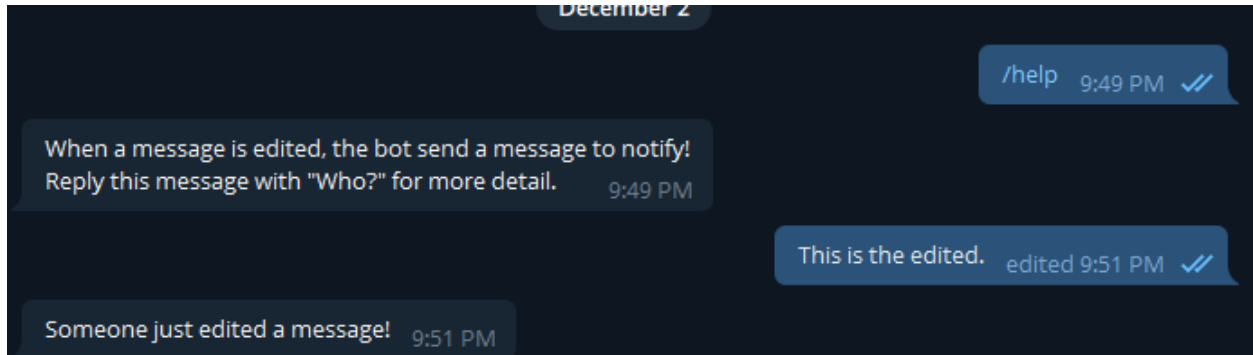 December 2
/help 9:49 PM
When a message is edited, the bot send a message to notify!
Reply this message with "Who?" for more detail. 9:49 PM
This is the edited. edited 9:51 PM
Someone just edited a message! 9:51 PM